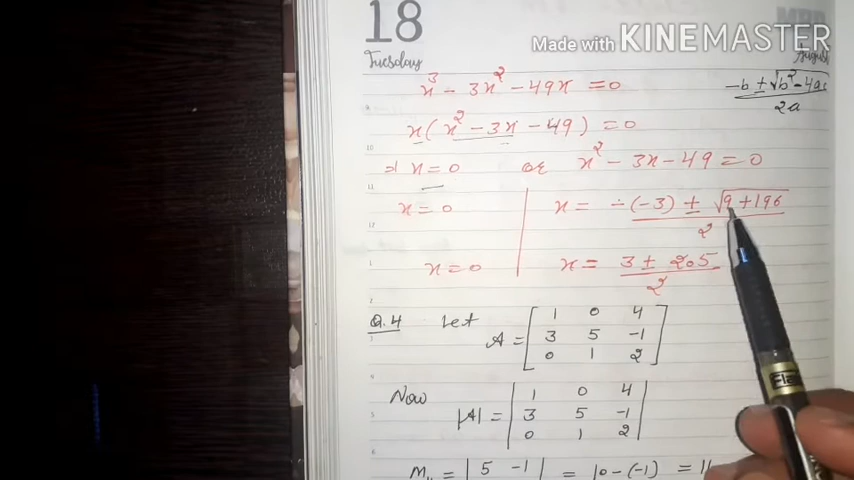 18
Tuesday
August
Made with KINEMASTER
x³ - 3x² - 49x = 0
-b ± √b² - 4ac
2a
x(x² - 3x - 49) = 0
⇒ x = 0 or x² - 3x - 49 = 0
x = 0 | x = -(-3) ± √9 + 196
2
x = 0 | x = 3 ± 205
2
Q.4 Let A = [1 0 4
3 5 -1
0 1 2]
Now |A| = |1 0 4
3 5 -1
0 1 2|
M₁₁ = |5 -1| = 10 - (-1) = 11